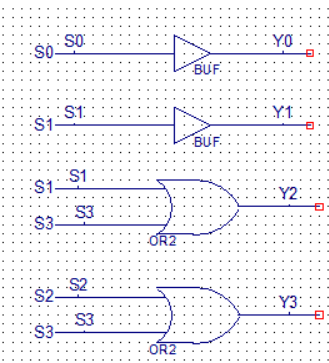 S0 S0 Y0
BUF
S1 S1 Y1
BUF
S1 S1
Y2
S3 S3
OR2
S2 S2
Y3
S3 S3
OR2